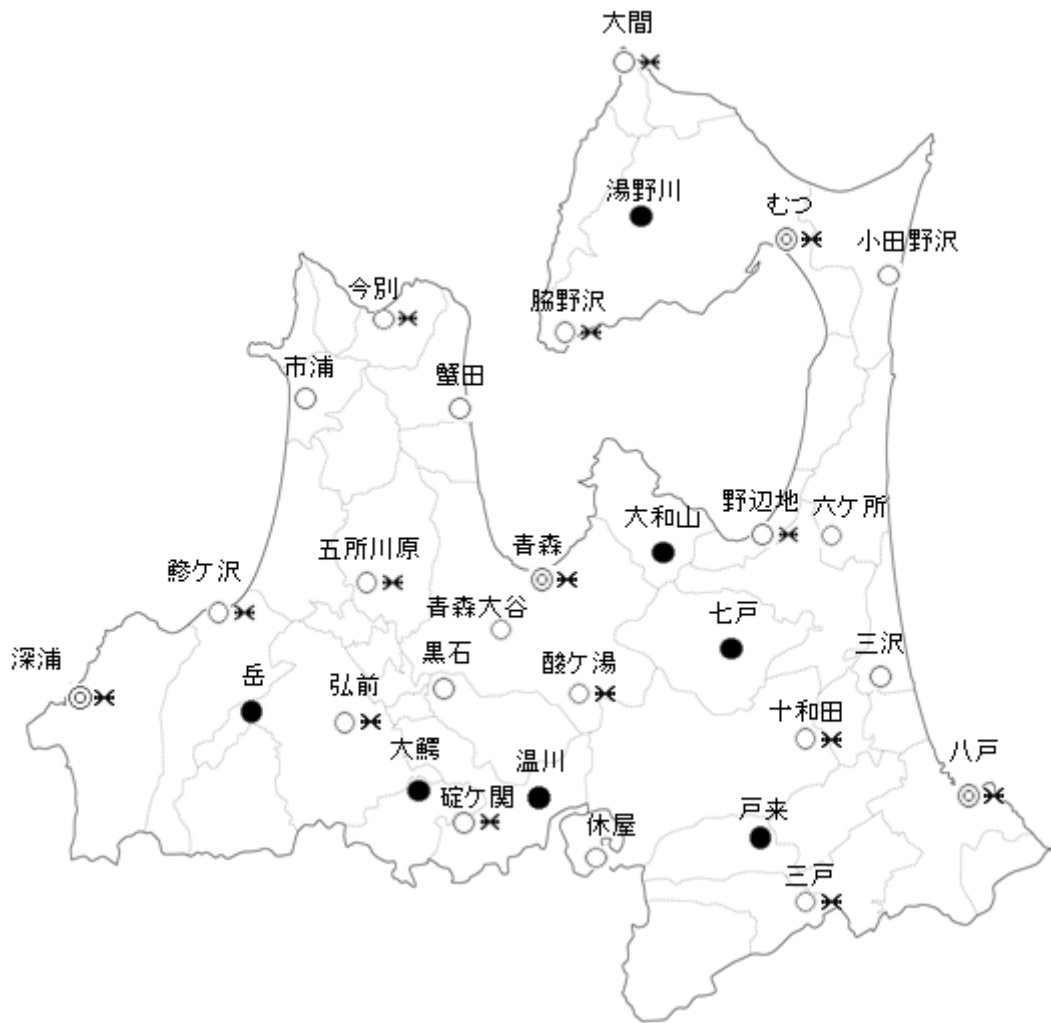 大間
湯野川
むつ
小田野沢
今別
脇野沢
市浦
蟹田
野辺地
六ケ所
大和山
五所川原
青森
鯵ケ沢
青森大谷
七戸
深浦
岳
弘前
黒石
酸ケ湯
三沢
十和田
大鰐
温川
八戸
碇ケ関
休屋
戸来
三戸